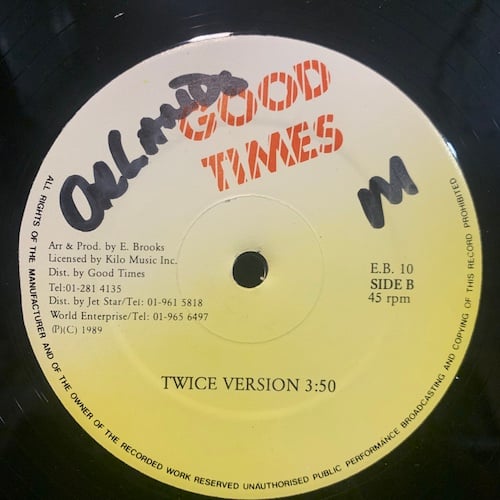 GOOD
TIMES
M
Arr & Prod. by E. Brooks
Licensed by Kilo Music Inc.
Dist. by Good Times
Tel:01-281 4135
Dist. by Jet Star/Tei: 01-961 5818
World Enterprise/Tel: 01-965 6497
(P)(C) 1989
E.B. 10
SIDE B
45 rpm
TWICE VERSION 3:50
ALL RIGHTS OF THE MANUFACTURER AND OF THE OWNER OF THE RECORDED WORK RESERVED UNAUTHORISED PUBLIC PERFORMANCE BROADCASTING AND COPYING OF THIS RECORD PROHIBITED